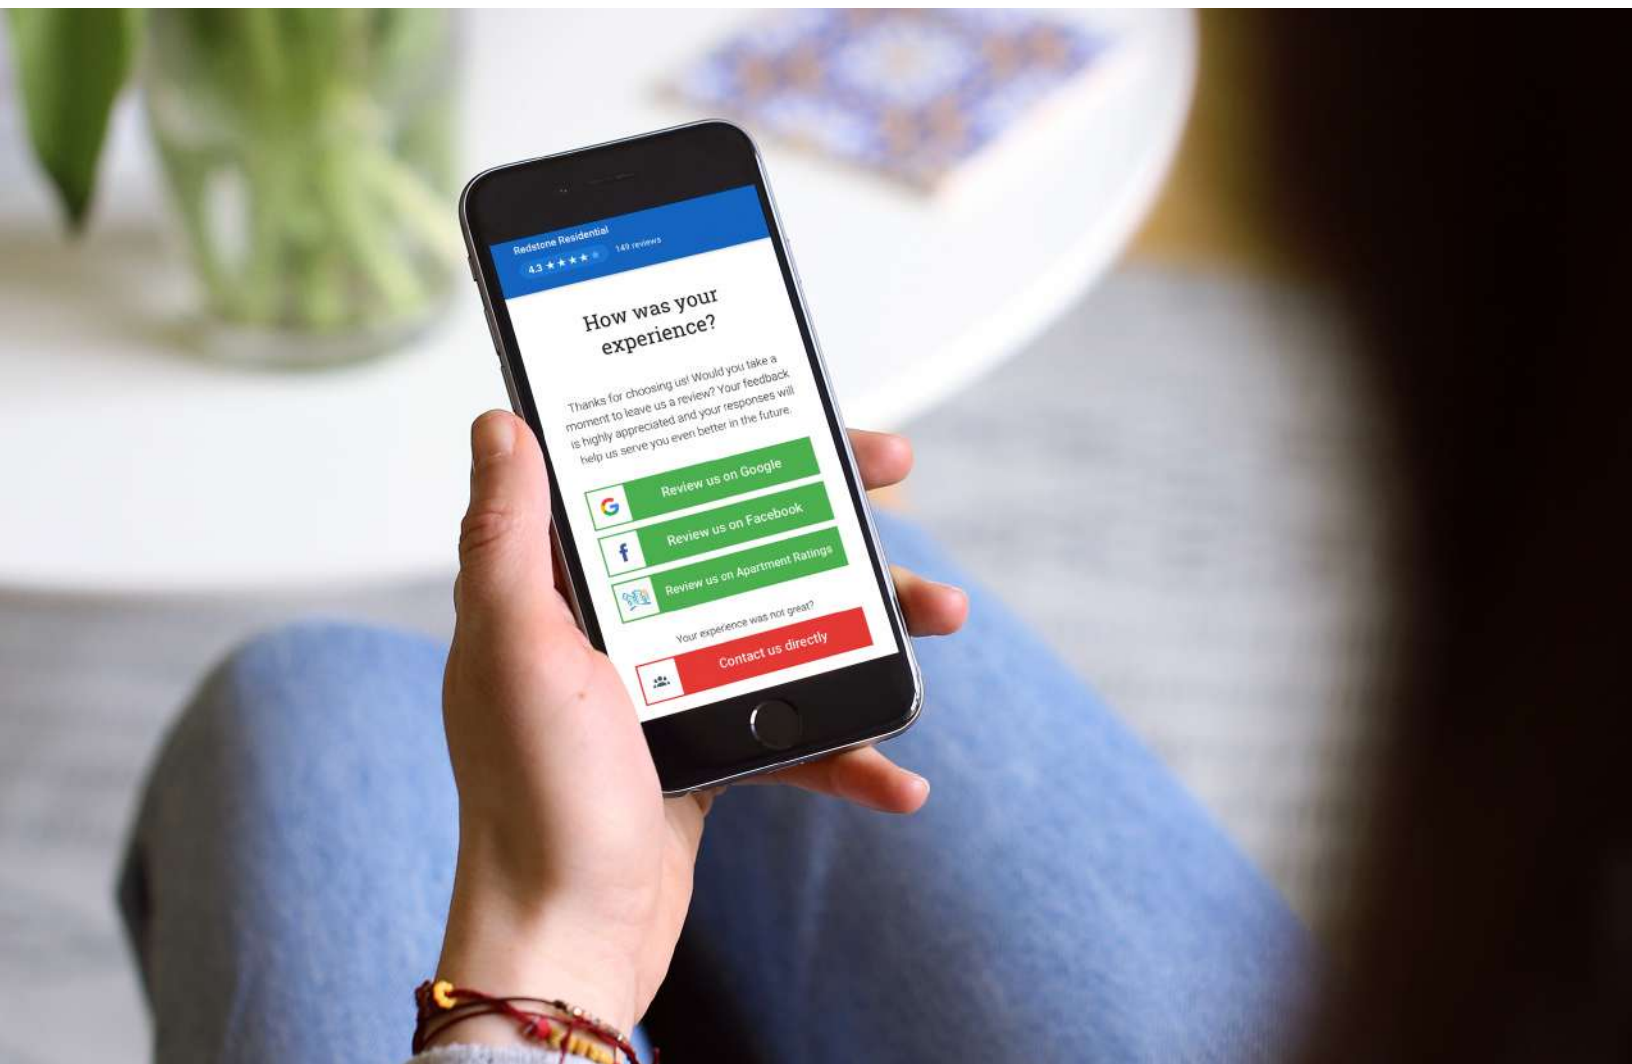 Redstone Residential
4.3 149 reviews
How was your
experience?
Thanks for choosing us! Would you take a
moment to leave us a review? Your feedback
is highly appreciated and your responses will
help us serve you even better in the future.
Review us on Google
Review us on Facebook
Review us on Apartment Ratings
Your experience was not great?
Contact us directly